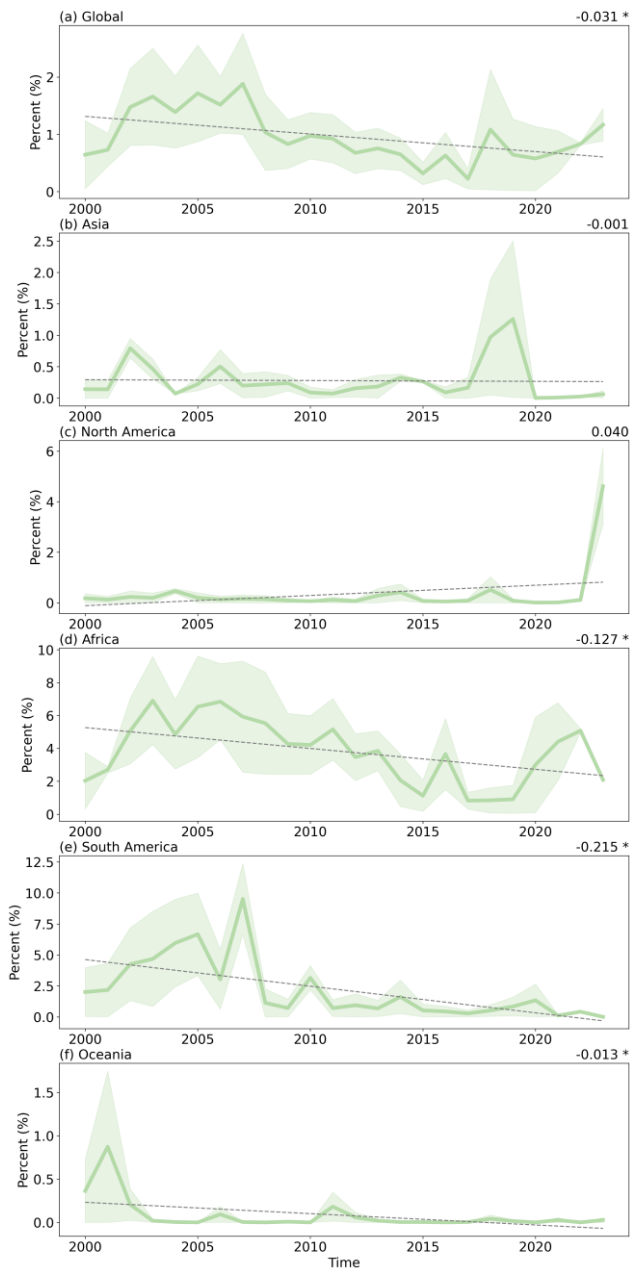 (a) Global -0.031 *
Percent (%)
2
1
0
2000 2005 2010 2015 2020
(b) Asia -0.001
Percent (%)
2.5
2.0
1.5
1.0
0.5
0.0
2000 2005 2010 2015 2020
(c) North America 0.040
Percent (%)
6
4
2
0
2000 2005 2010 2015 2020
(d) Africa -0.127 *
Percent (%)
10
8
6
4
2
0
2000 2005 2010 2015 2020
(e) South America -0.215 *
Percent (%)
12.5
10.0
7.5
5.0
2.5
0.0
2000 2005 2010 2015 2020
(f) Oceania -0.013 *
Percent (%)
1.5
1.0
0.5
0.0
2000 2005 2010 2015 2020
Time